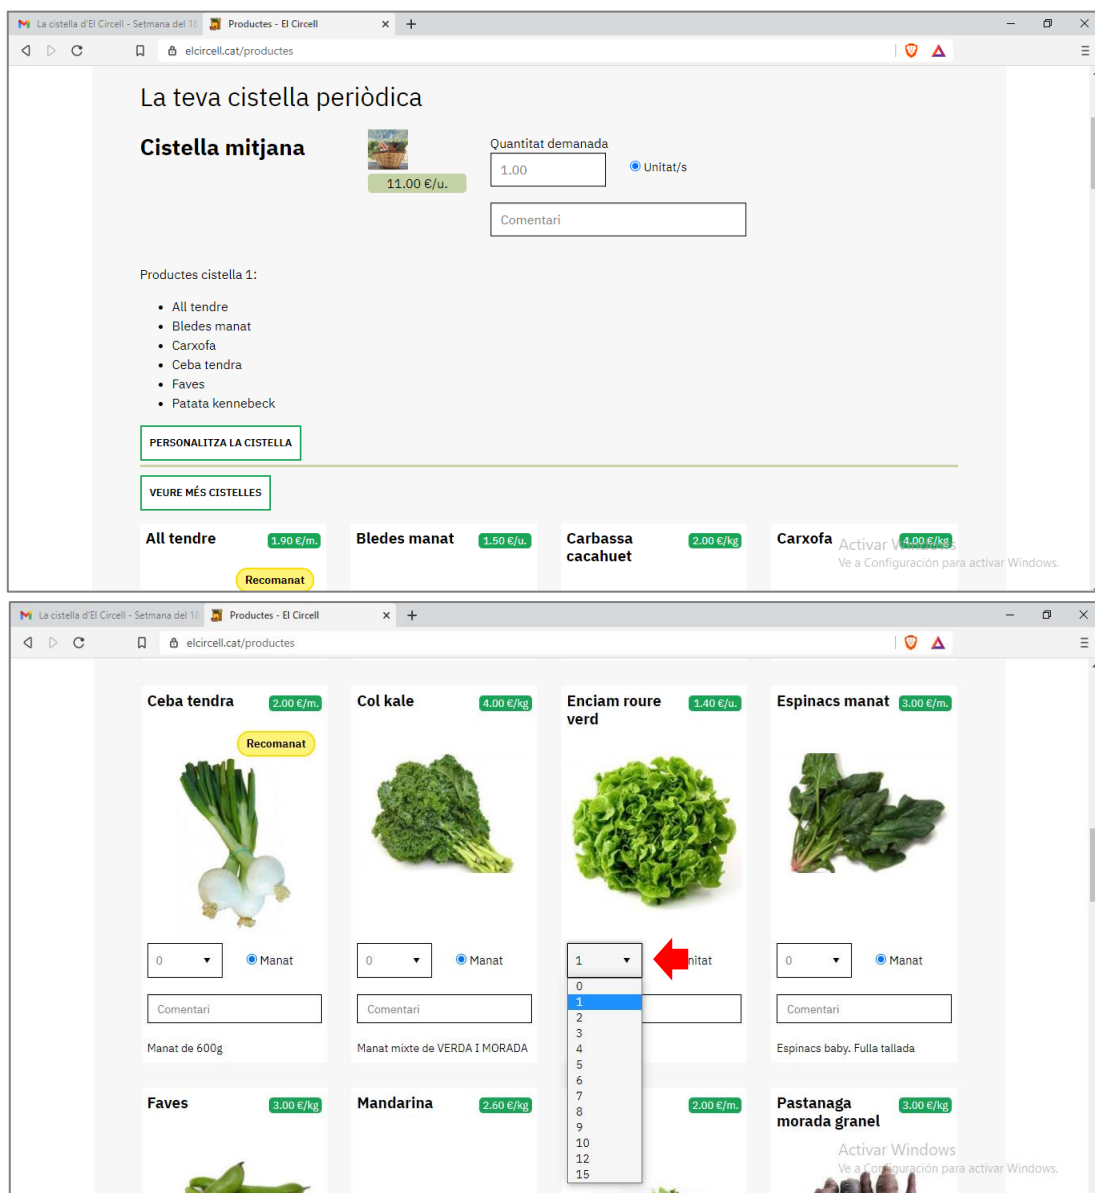 La cistella d'El Circell - Setmana del 18
Productes - El Circell
elcircell.cat/productes
La teva cistella periòdica
Cistella mitjana
11.00 €/u.
Quantitat demanada
1.00
Unitat/s
Comentari
Productes cistella 1:
All tendre
Bledes manat
Carxofa
Ceba tendra
Faves
Patata kennebeck
PERSONALITZA LA CISTELLA
VEURE MÉS CISTELLES
All tendre 1.90 €/m.
Recomanat
Bledes manat 1.50 €/u.
Carbassa 2.00 €/kg
cacahuet
Carxofa 4.00 €/kg
Activar Windows
Ve a Configuración para activar Windows.
La cistella d'El Circell - Setmana del 18
Productes - El Circell
elcircell.cat/productes
Ceba tendra 2.00 €/m.
Recomanat
Col kale 4.00 €/kg
Enciam roure 1.40 €/u.
verd
Espinacs manat 3.00 €/m.
0 Manat
Comentari
Manat de 600g
0 Manat
Comentari
Manat mixte de VERDA I MORADA
1 nitat
0
1
2
3
4
5
6
7
8
9
10
12
15
0 Manat
Comentari
Espinacs baby. Fulla tallada
Faves 3.00 €/kg
Mandarina 2.60 €/kg
2.00 €/m.
Pastanaga 3.00 €/kg
morada granel
Activar Windows
Ve a Configuración para activar Windows.